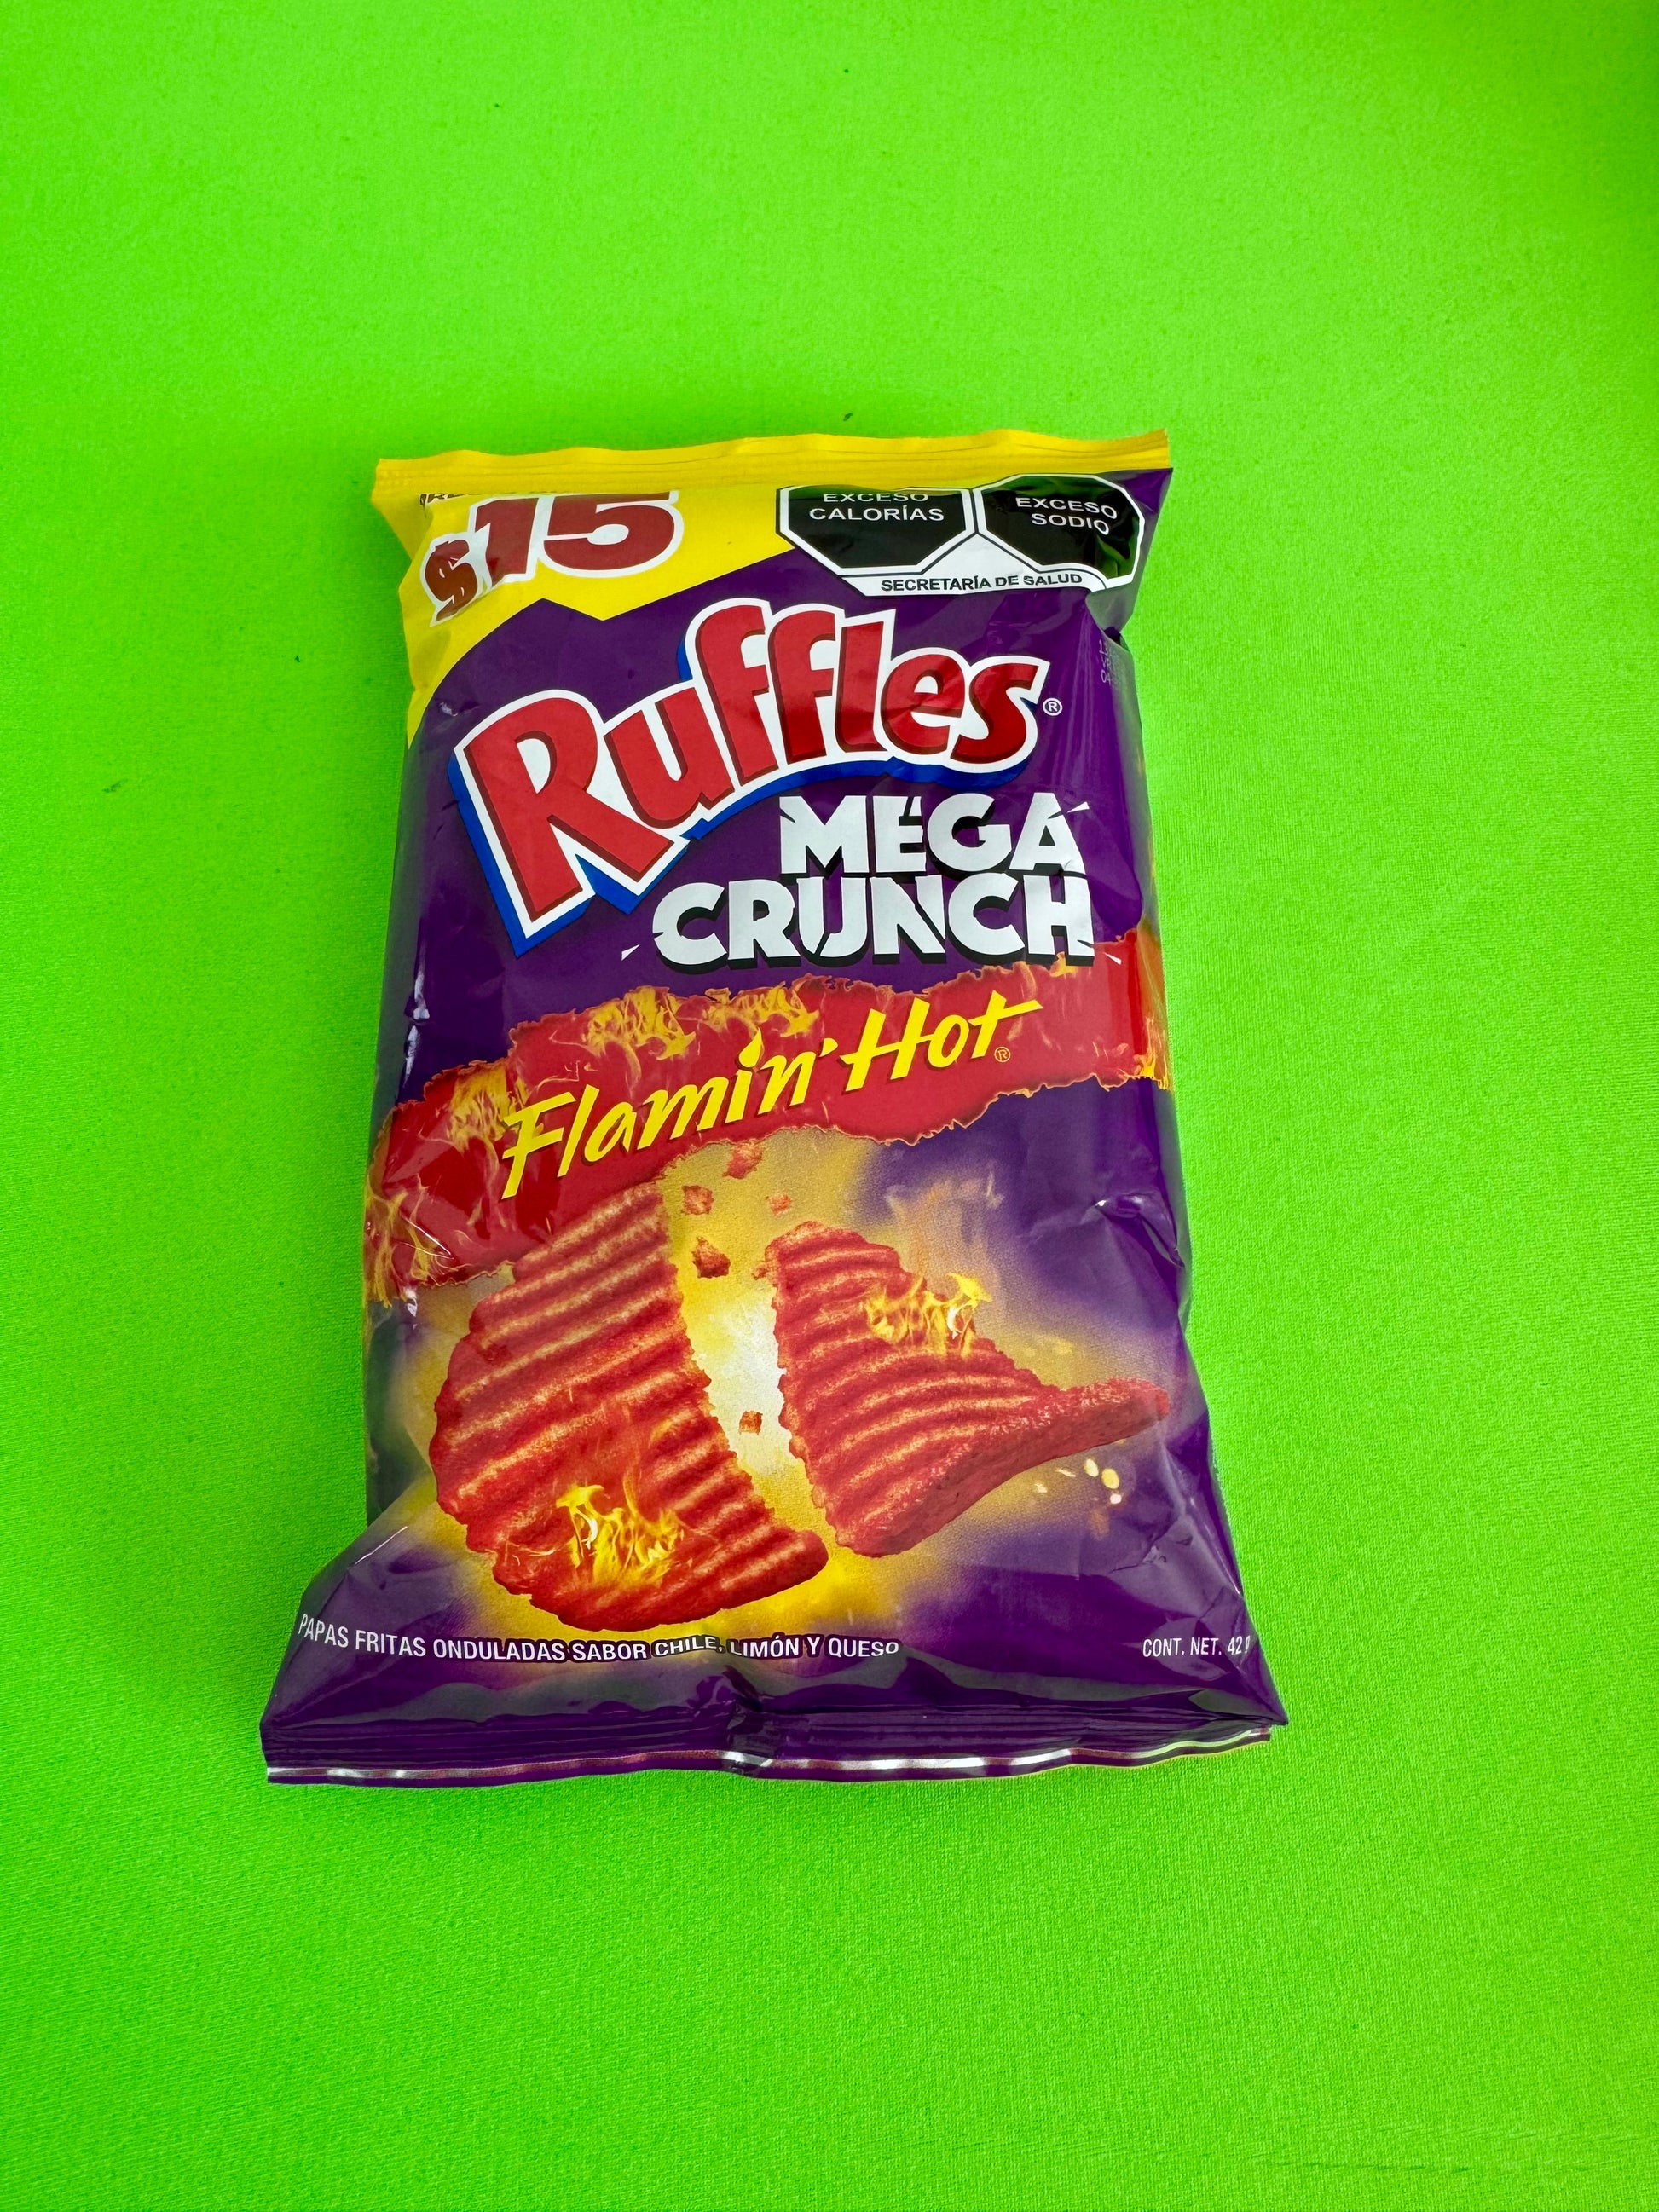 $15
EXCESO
CALORÍAS
EXCESO
SODIO
SECRETARÍA DE SALUD
Ruffles®
MEGA
CRUNCH
Flamin' Hot®
PAPAS FRITAS ONDULADAS SABOR CHILE, LIMÓN Y QUESO
CONT. NET. 42 g